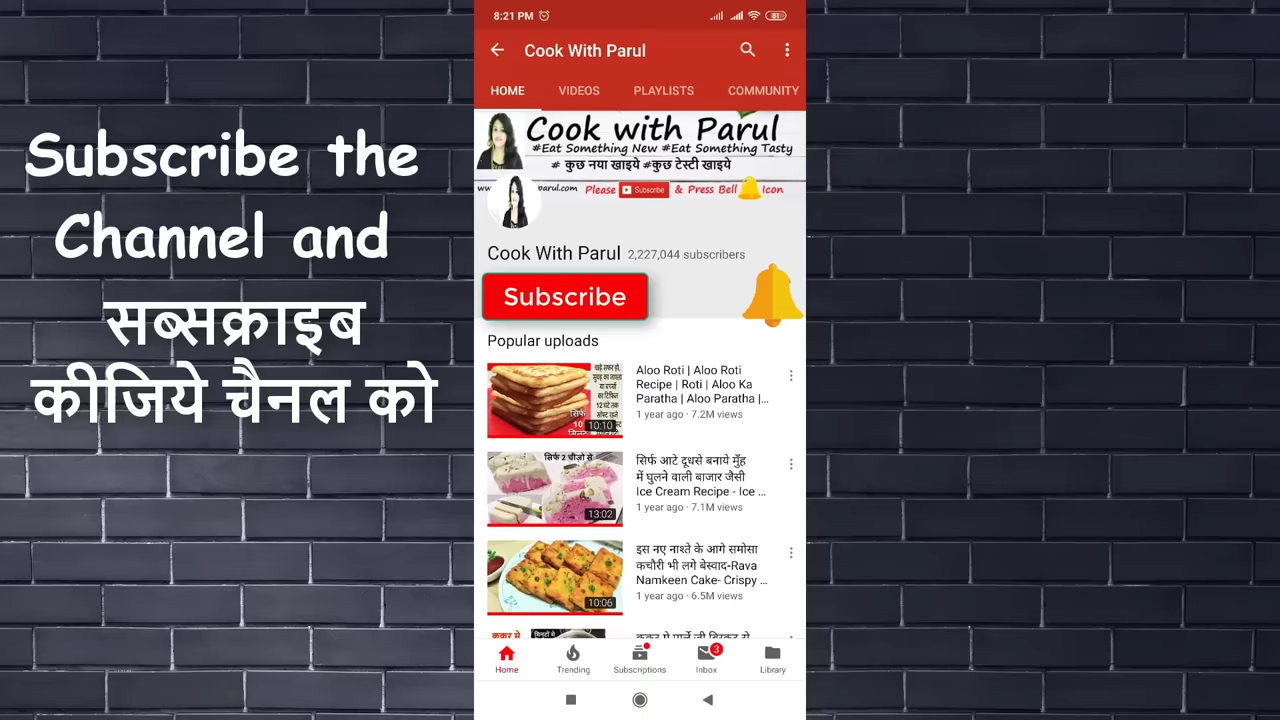 Subscribe the
Channel and
सब्सक्राइब
कीजिये चैनल को
8:21 PM
81
Cook With Parul
HOME VIDEOS PLAYLISTS COMMUNITY
Cook with Parul
#Eat Something New #Eat Something Tasty
# कुछ नया खाइये #कुछ टेस्टी खाइये
Please Subscribe & Press Bell Icon
Cook With Parul 2,227,044 subscribers
Subscribe
Popular uploads
Aloo Roti | Aloo Roti
Recipe | Roti | Aloo Ka
Paratha | Aloo Paratha |...
1 year ago · 7.2M views
सिर्फ
10
10:10
सिर्फ 2 चीज़ो से
13:02
सिर्फ आटे दूधसे बनाये मुँह
में घुलने वाली बाजार जैसी
Ice Cream Recipe - Ice ...
1 year ago · 7.1M views
10:06
इस नए नाश्ते के आगे समोसा
कचौरी भी लगे बेस्वाद-Rava
Namkeen Cake- Crispy ...
1 year ago · 6.5M views
3
Home Trending Subscriptions Inbox Library